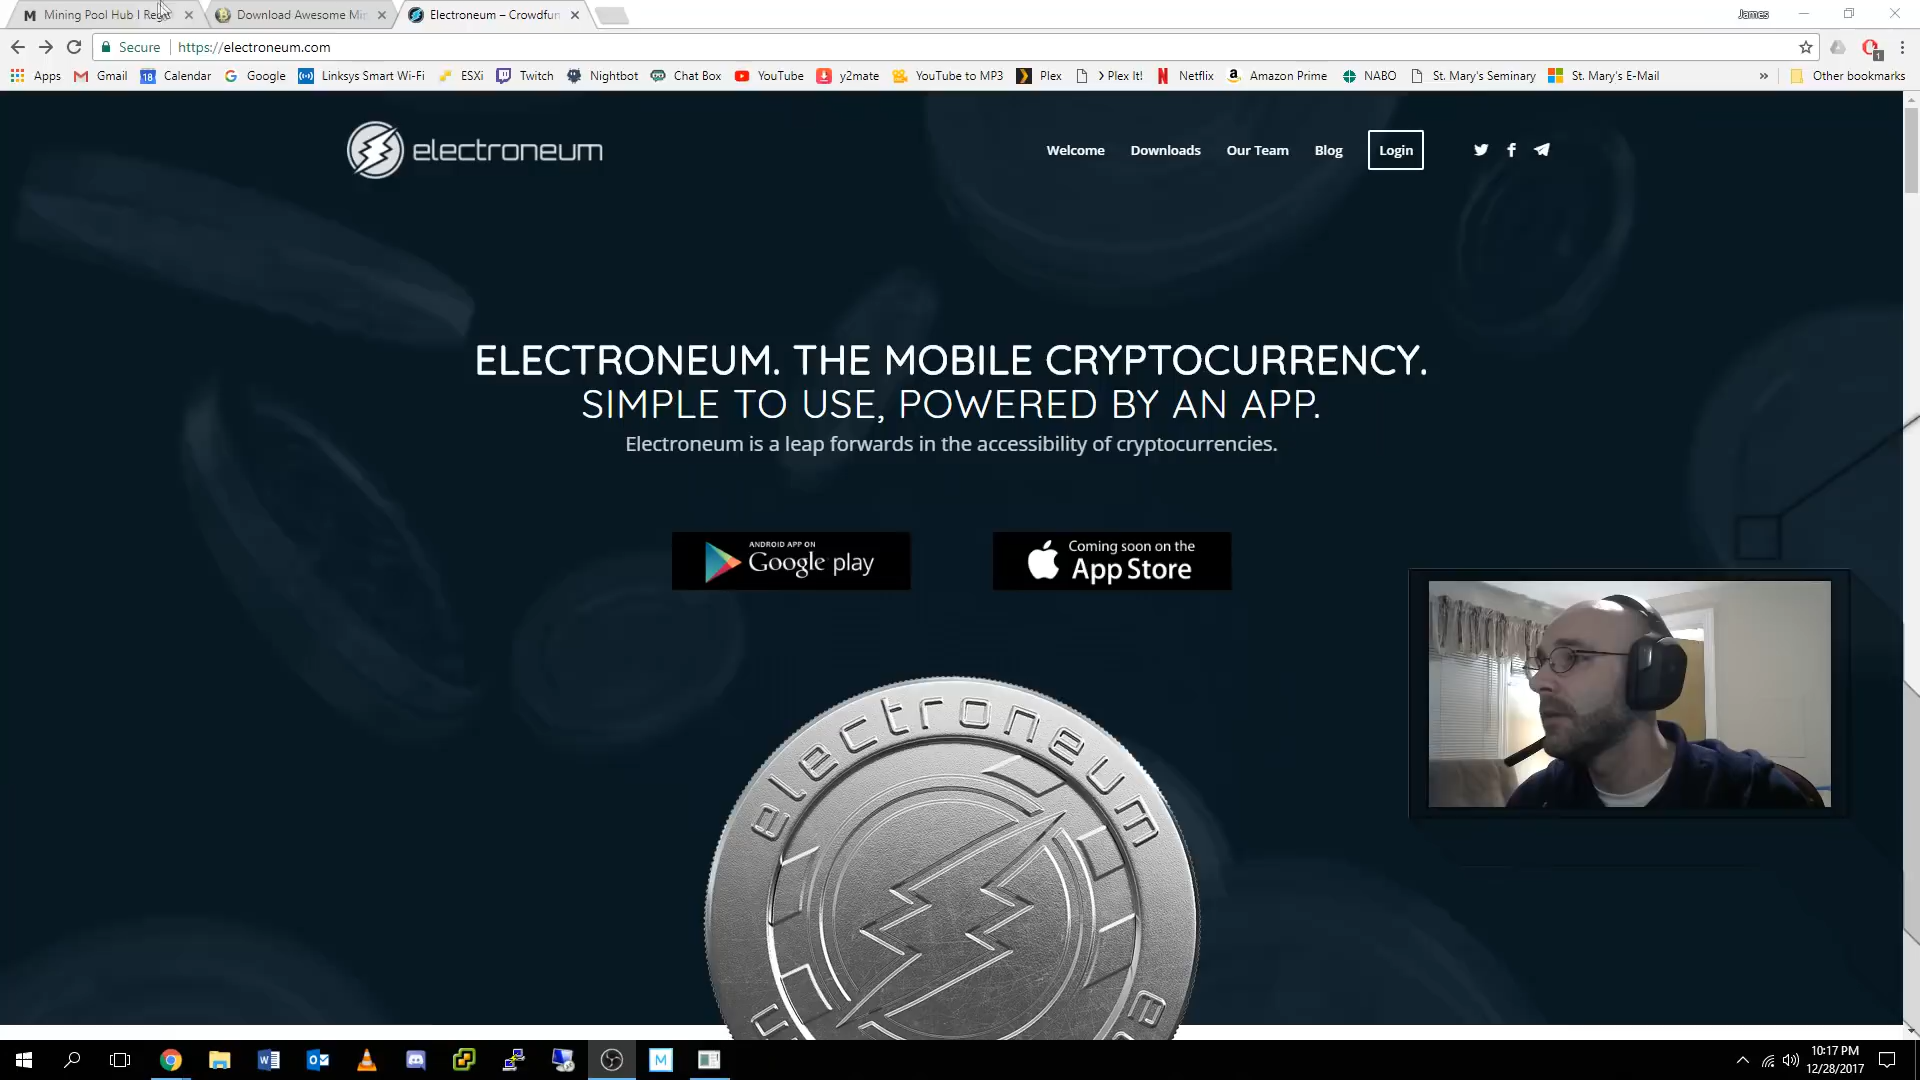 Mining Pool Hub | Regi
Download Awesome Mi
Electroneum – Crowdfun
James
Secure
https://electroneum.com
Apps
Gmail
18
Calendar
Google
Linksys Smart Wi-Fi
ESXi
Twitch
Nightbot
Chat Box
YouTube
y2mate
YouTube to MP3
Plex
> Plex It!
Netflix
Amazon Prime
NABO
St. Mary's Seminary
St. Mary's E-Mail
»
Other bookmarks
electroneum
Welcome
Downloads
Our Team
Blog
Login
ELECTRONEUM. THE MOBILE CRYPTOCURRENCY.
SIMPLE TO USE, POWERED BY AN APP.
Electroneum is a leap forwards in the accessibility of cryptocurrencies.
ANDROID APP ON
Google play
Coming soon on the
App Store
electroneum
10:17 PM
12/28/2017